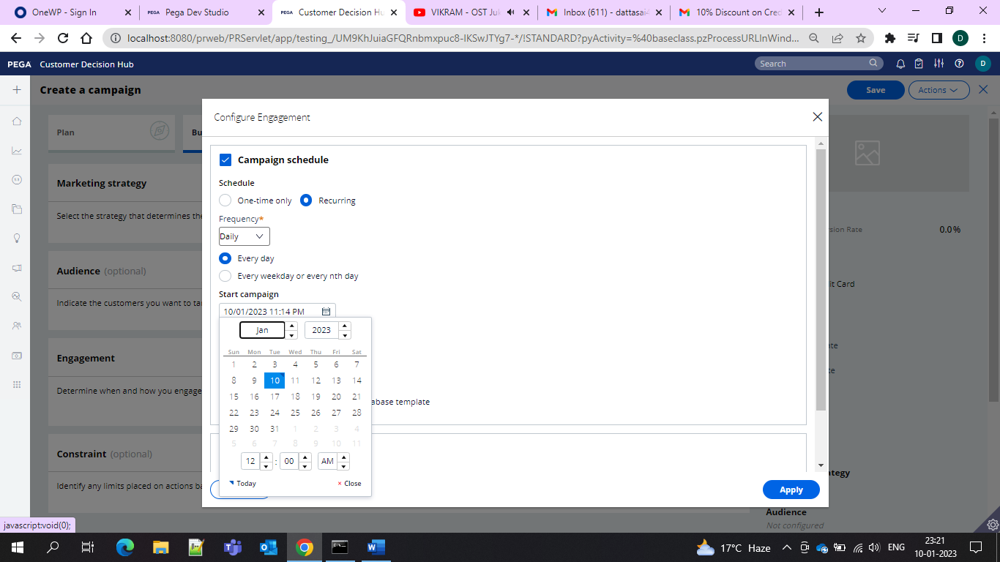 OneWP - Sign In
PEGA Pega Dev Studio
PEGA Customer Decision Hu
VIKRAM - OST Juk
Inbox (611) - dattasai4
10% Discount on Cred
localhost:8080/prweb/PRServlet/app/testing_/UM9KhJuiaGFQRnbmxpuc8-IKSwJTYg7-*/!STANDARD?pyActivity=%40baseclass.pzProcessURLInWind...
D
PEGA Customer Decision Hub
Search
D
Create a campaign
Save
Actions
Configure Engagement
Plan
Bu
Campaign schedule
Marketing strategy
Schedule
One-time only
Recurring
Select the strategy that determines the
Frequency*
sion Rate
0.0%
Daily
Every day
Audience (optional)
Every weekday or every nth day
it Card
Start campaign
Indicate the customers you want to ta
10/01/2023 11:14 PM
Jan
2023
Sun Mon Tue Wed Thu Fri Sat
1 2 3 4 5 6 7
8 9 10 11 12 13 14
15 16 17 18 19 20 21
22 23 24 25 26 27 28
29 30 31 1 2 3 4
5 6 7 8 9 10 11
12 : 00 AM
Today
× Close
ate
Engagement
te
Determine when and how you engage
abase template
Constraint (optional)
tegy
Identify any limits placed on actions ba
Apply
Audience
Not configured
javascript:void(0);
17°C Haze
ENG
23:21
10-01-2023